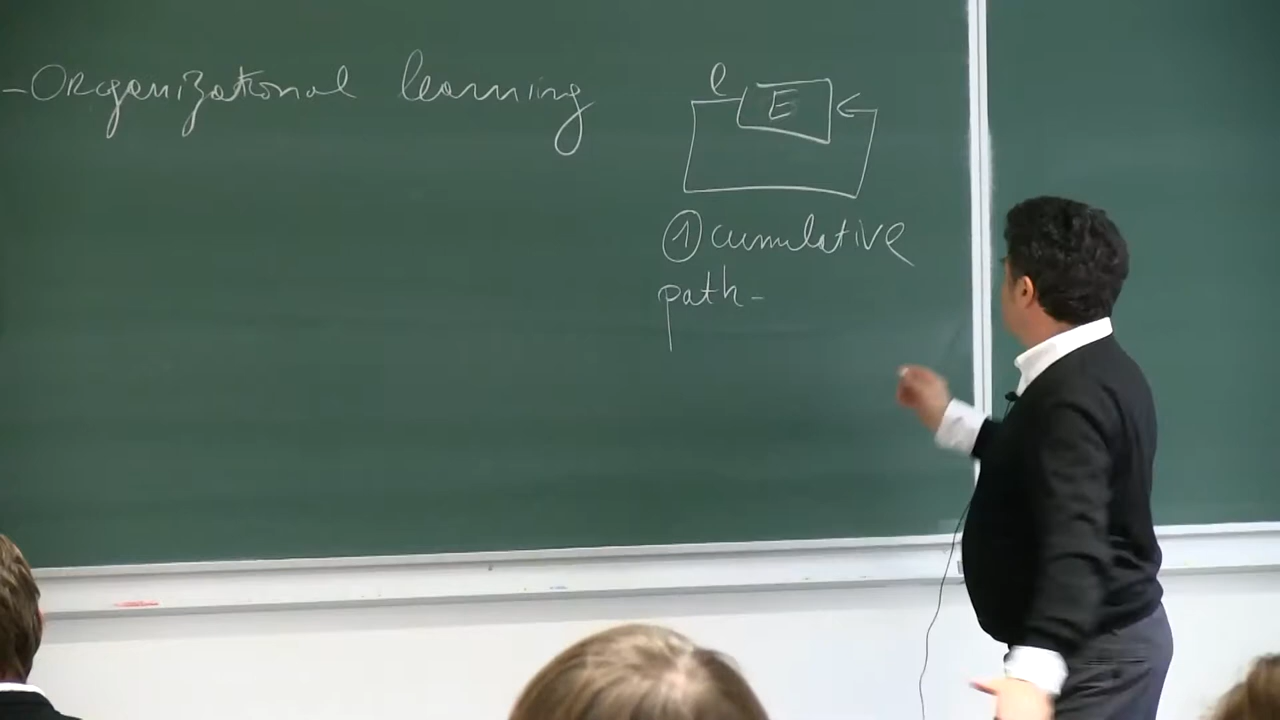 - Organizational learning
e E
① cumulative
path -